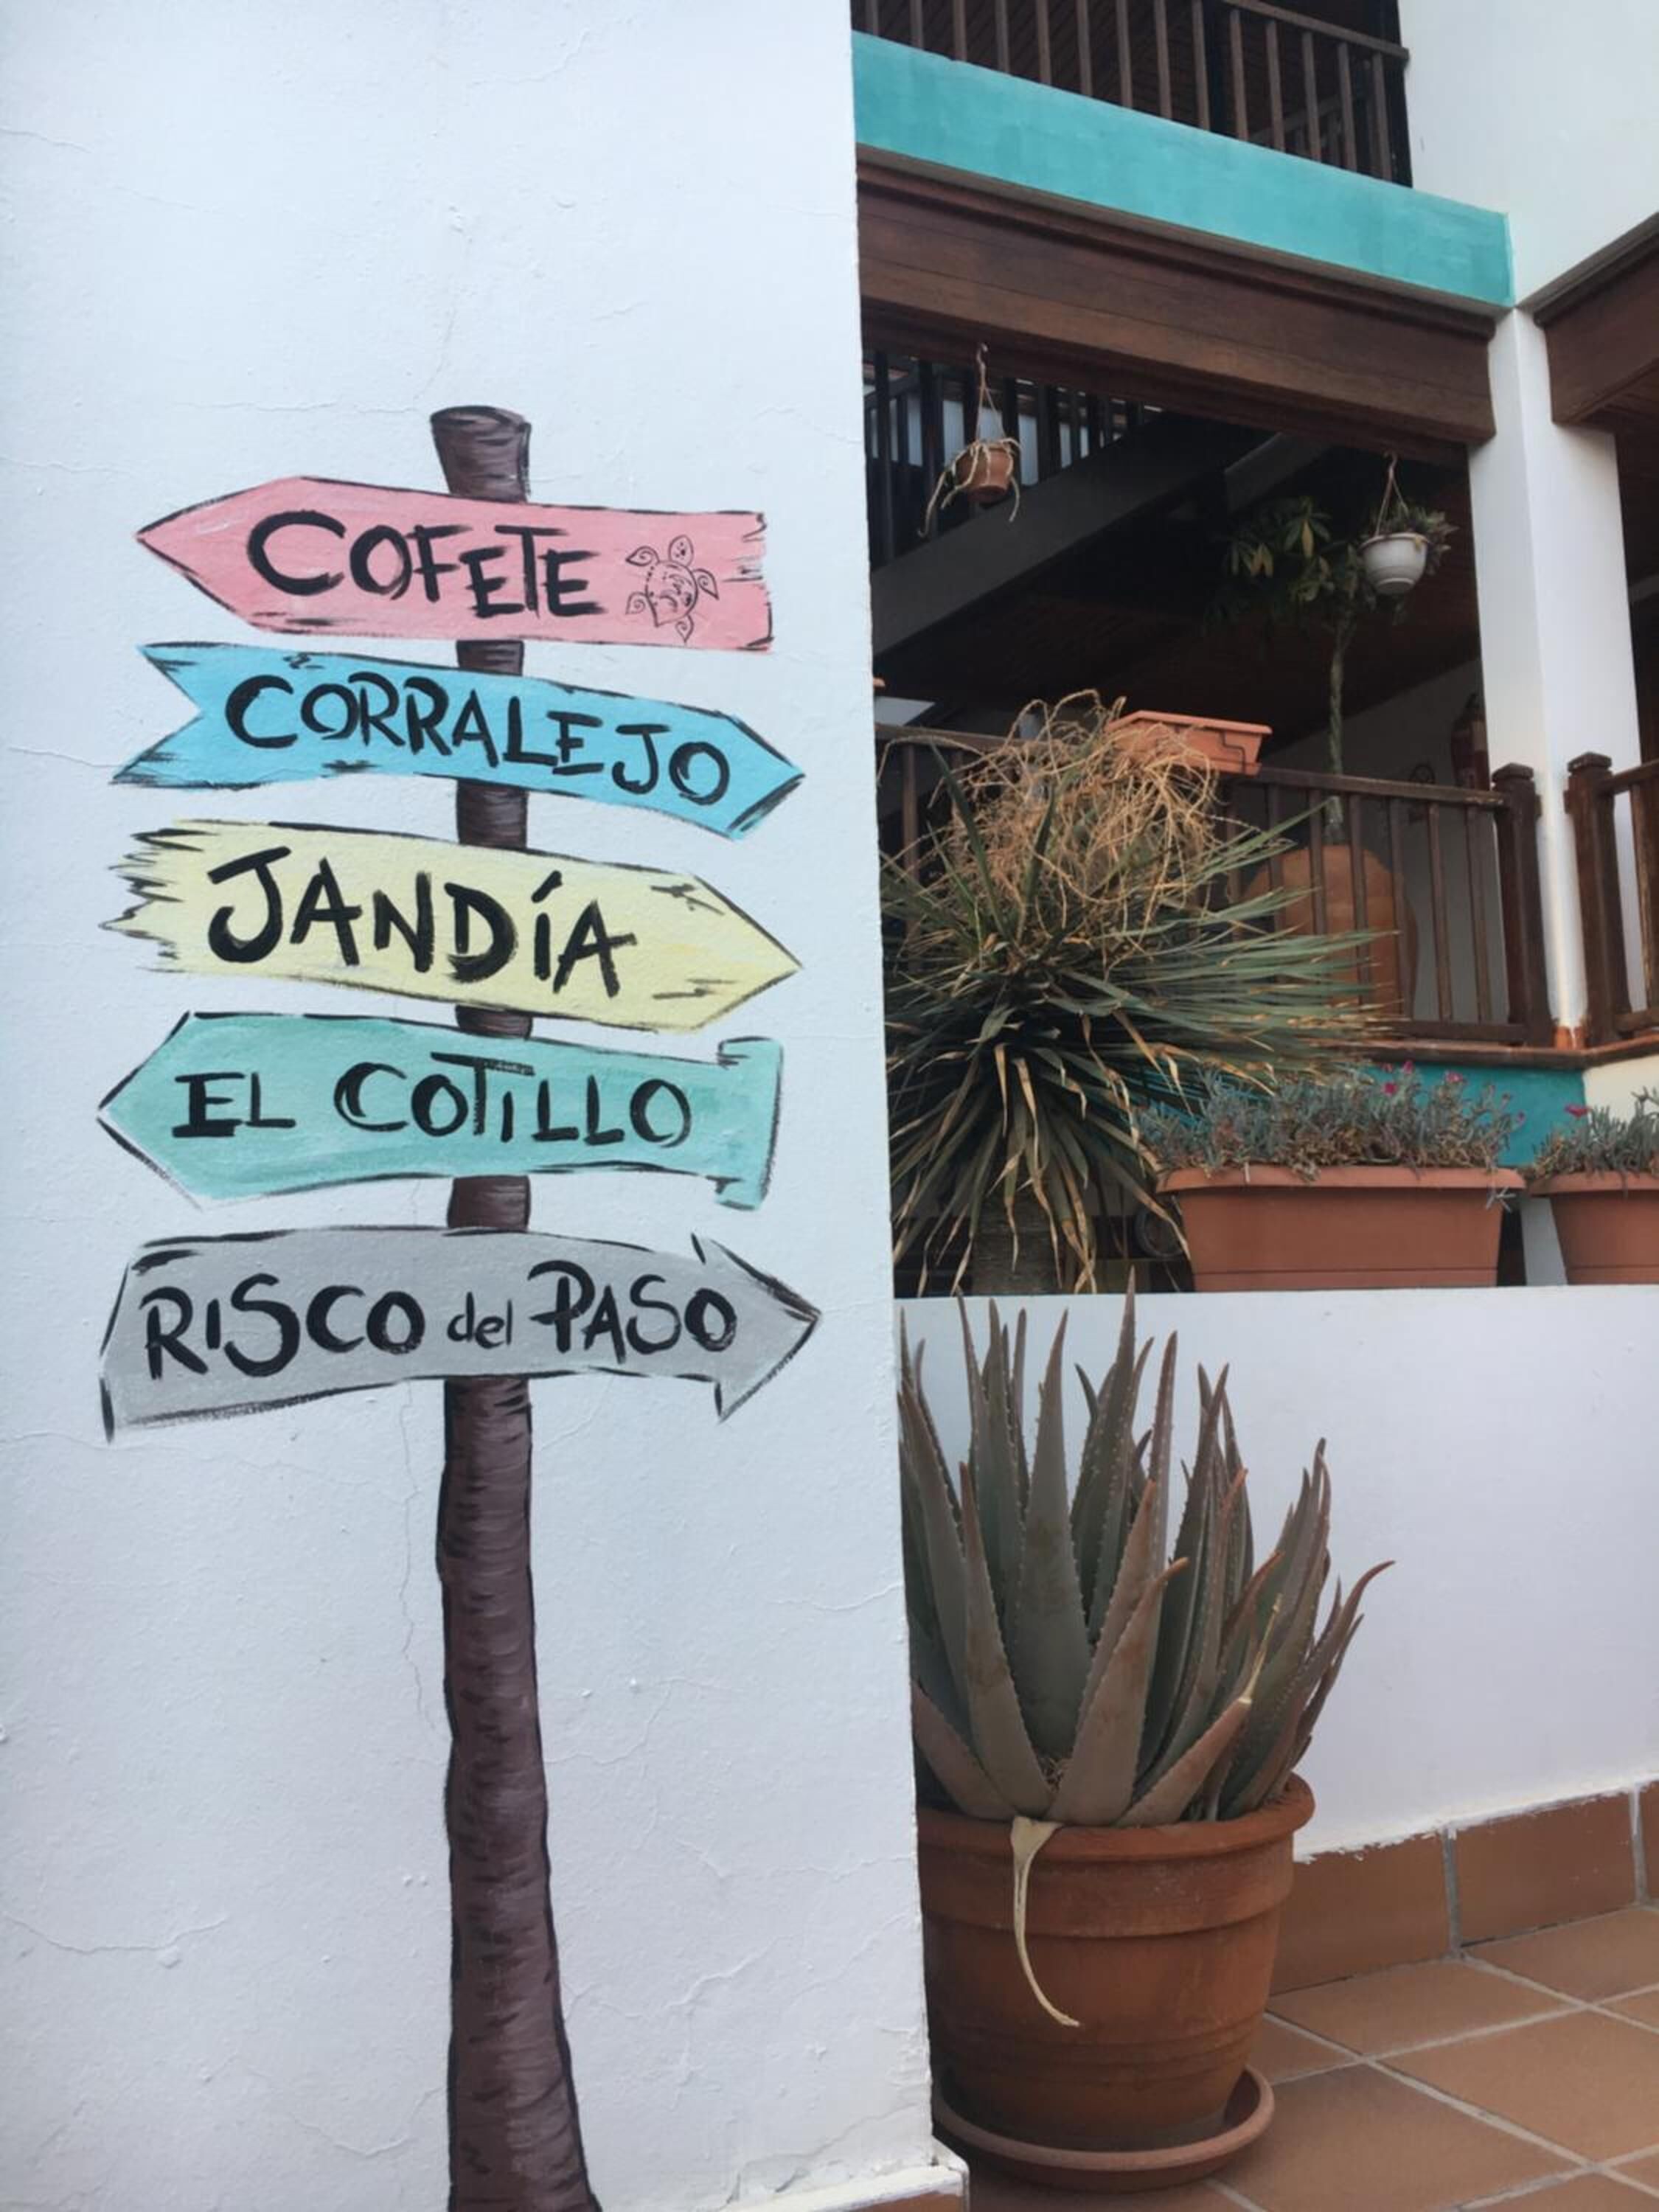 COFETE
CORRALEJO
JANDÍA
EL COTILLO
RISCO del PASO